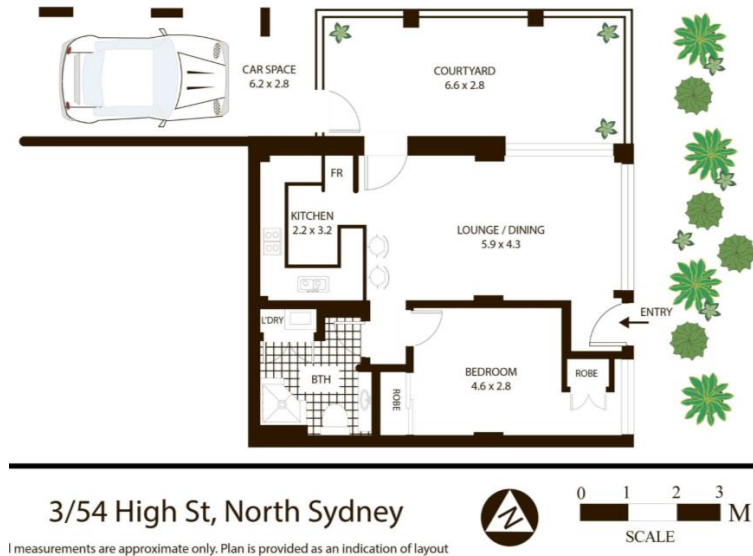 CAR SPACE
6.2 x 2.8
COURTYARD
6.6 x 2.8
FR
KITCHEN
2.2 x 3.2
LOUNGE / DINING
5.9 x 4.3
ENTRY
L'DRY
BTH
ROBE
BEDROOM
4.6 x 2.8
ROBE
3/54 High St, North Sydney
N
0 1 2 3
M
SCALE
l measurements are approximate only. Plan is provided as an indication of layout